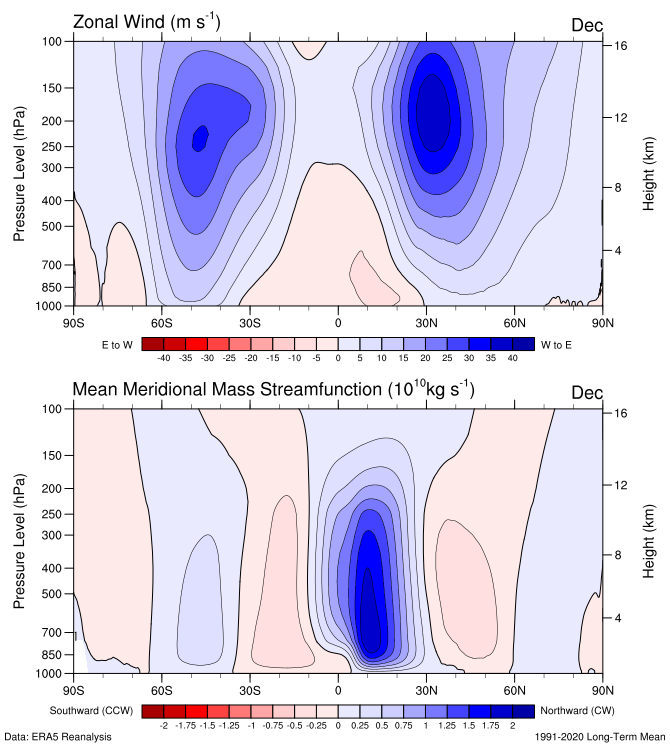 Zonal Wind (m s⁻¹) Dec
100 150 200 250 300 400 500 700 850 1000
Pressure Level (hPa)
16 12 8 4
Height (km)
90S 60S 30S 0 30N 60N 90N
E to W W to E
-40 -35 -30 -25 -20 -15 -10 -5 0 5 10 15 20 25 30 35 40
Mean Meridional Mass Streamfunction (10¹⁰kg s⁻¹) Dec
100 150 200 250 300 400 500 700 850 1000
Pressure Level (hPa)
16 12 8 4
Height (km)
90S 60S 30S 0 30N 60N 90N
Southward (CCW) Northward (CW)
-2 -1.75 -1.5 -1.25 -1 -0.75 -0.5 -0.25 0 0.25 0.5 0.75 1 1.25 1.5 1.75 2
Data: ERA5 Reanalysis 1991-2020 Long-Term Mean